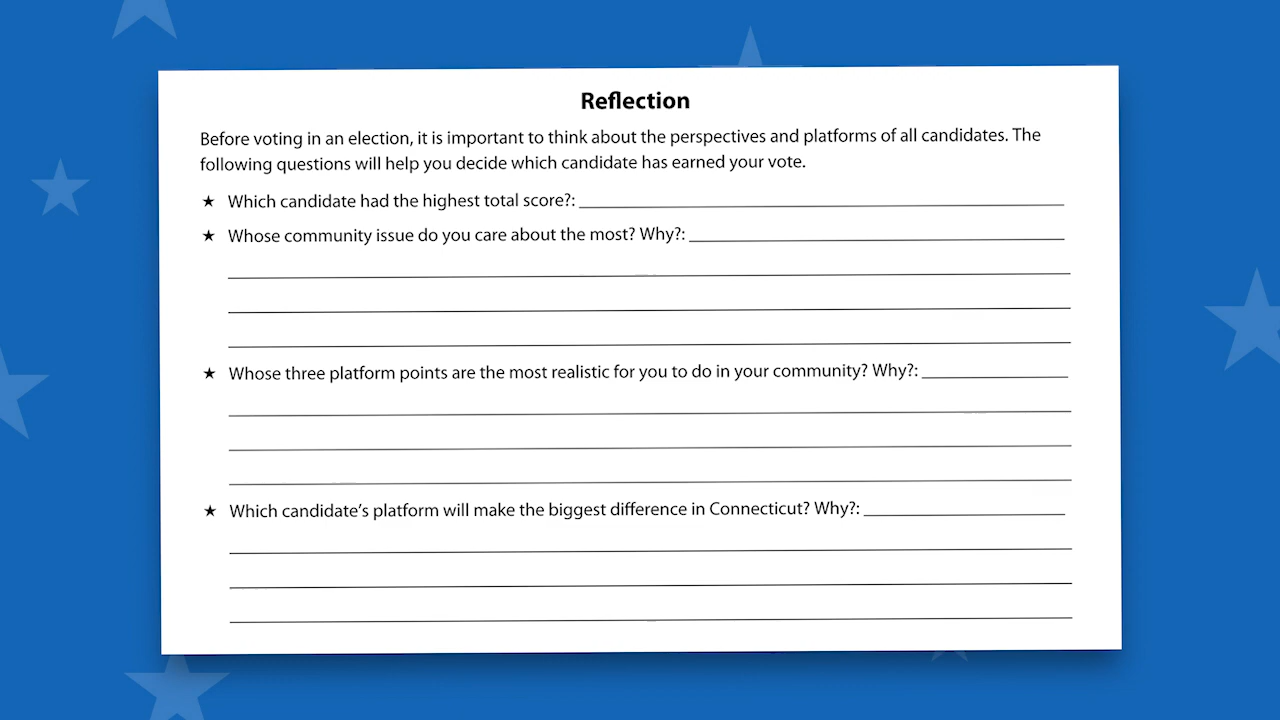 Reflection
Before voting in an election, it is important to think about the perspectives and platforms of all candidates. The
following questions will help you decide which candidate has earned your vote.
★ Which candidate had the highest total score?:
★ Whose community issue do you care about the most? Why?:
★ Whose three platform points are the most realistic for you to do in your community? Why?:
★ Which candidate’s platform will make the biggest difference in Connecticut? Why?: